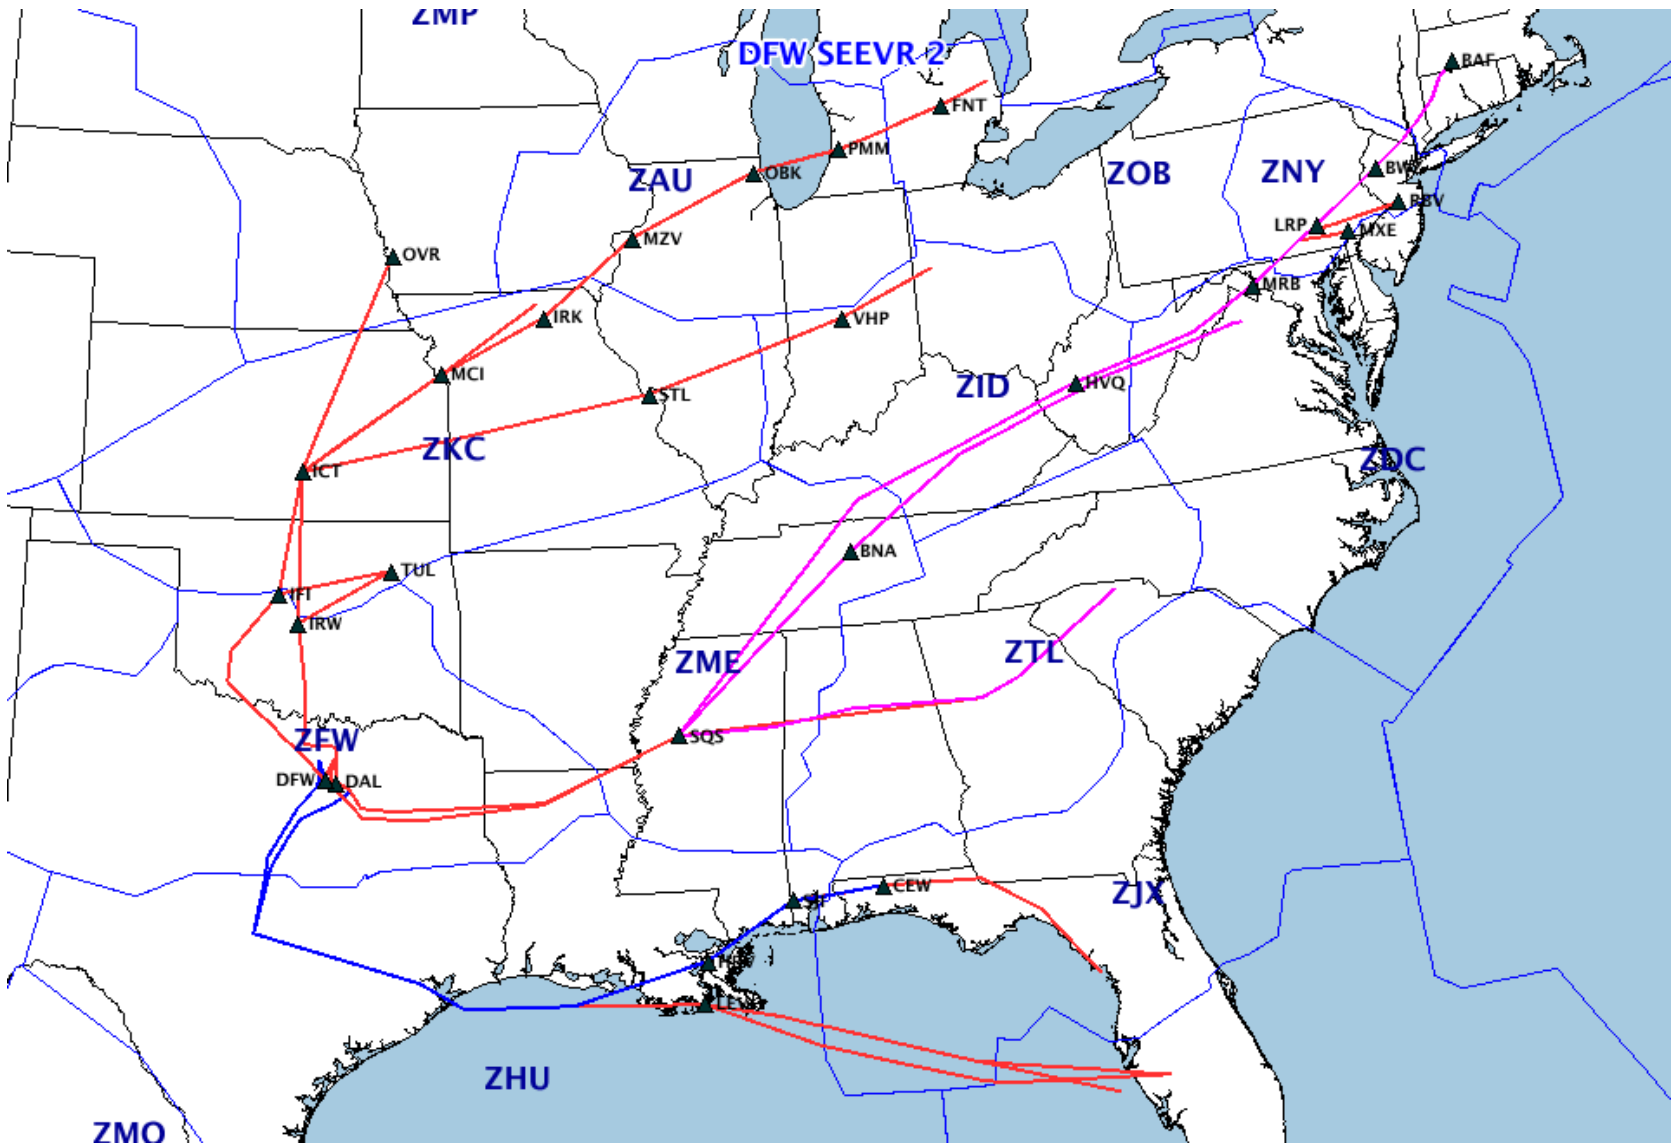 ZMP
DFW SEEVR 2
BAF
FNT
PMM
OBK
ZAU
ZOB
ZNY
RBV
LRP
MXE
MZV
OVR
MRB
IRK
VHP
MCI
STL
ZID
HVQ
ZKC
ICT
ZDC
BNA
TUL
IFI
IRW
ZME
ZTL
SQS
ZFW
DFW
DAL
CEW
ZJX
SJI
LEV
ZHU
ZMO